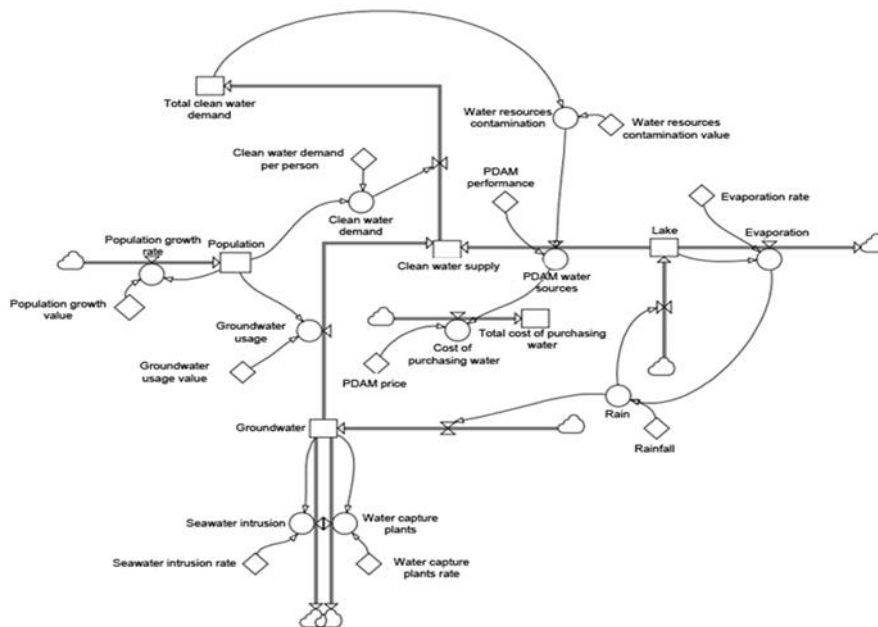 Total clean water
demand
Water resources
contamination
Water resources
contamination value
Clean water demand
per person
PDAM
performance
Clean water
demand
Evaporation rate
Population growth
rate
Population
Lake
Evaporation
Clean water supply
PDAM water
sources
Population growth
value
Groundwater
usage
Cost of
purchasing water
Total cost of purchasing
water
Groundwater
usage value
PDAM price
Rain
Rainfall
Groundwater
Seawater intrusion
Water capture
plants
Seawater intrusion rate
Water capture
plants rate